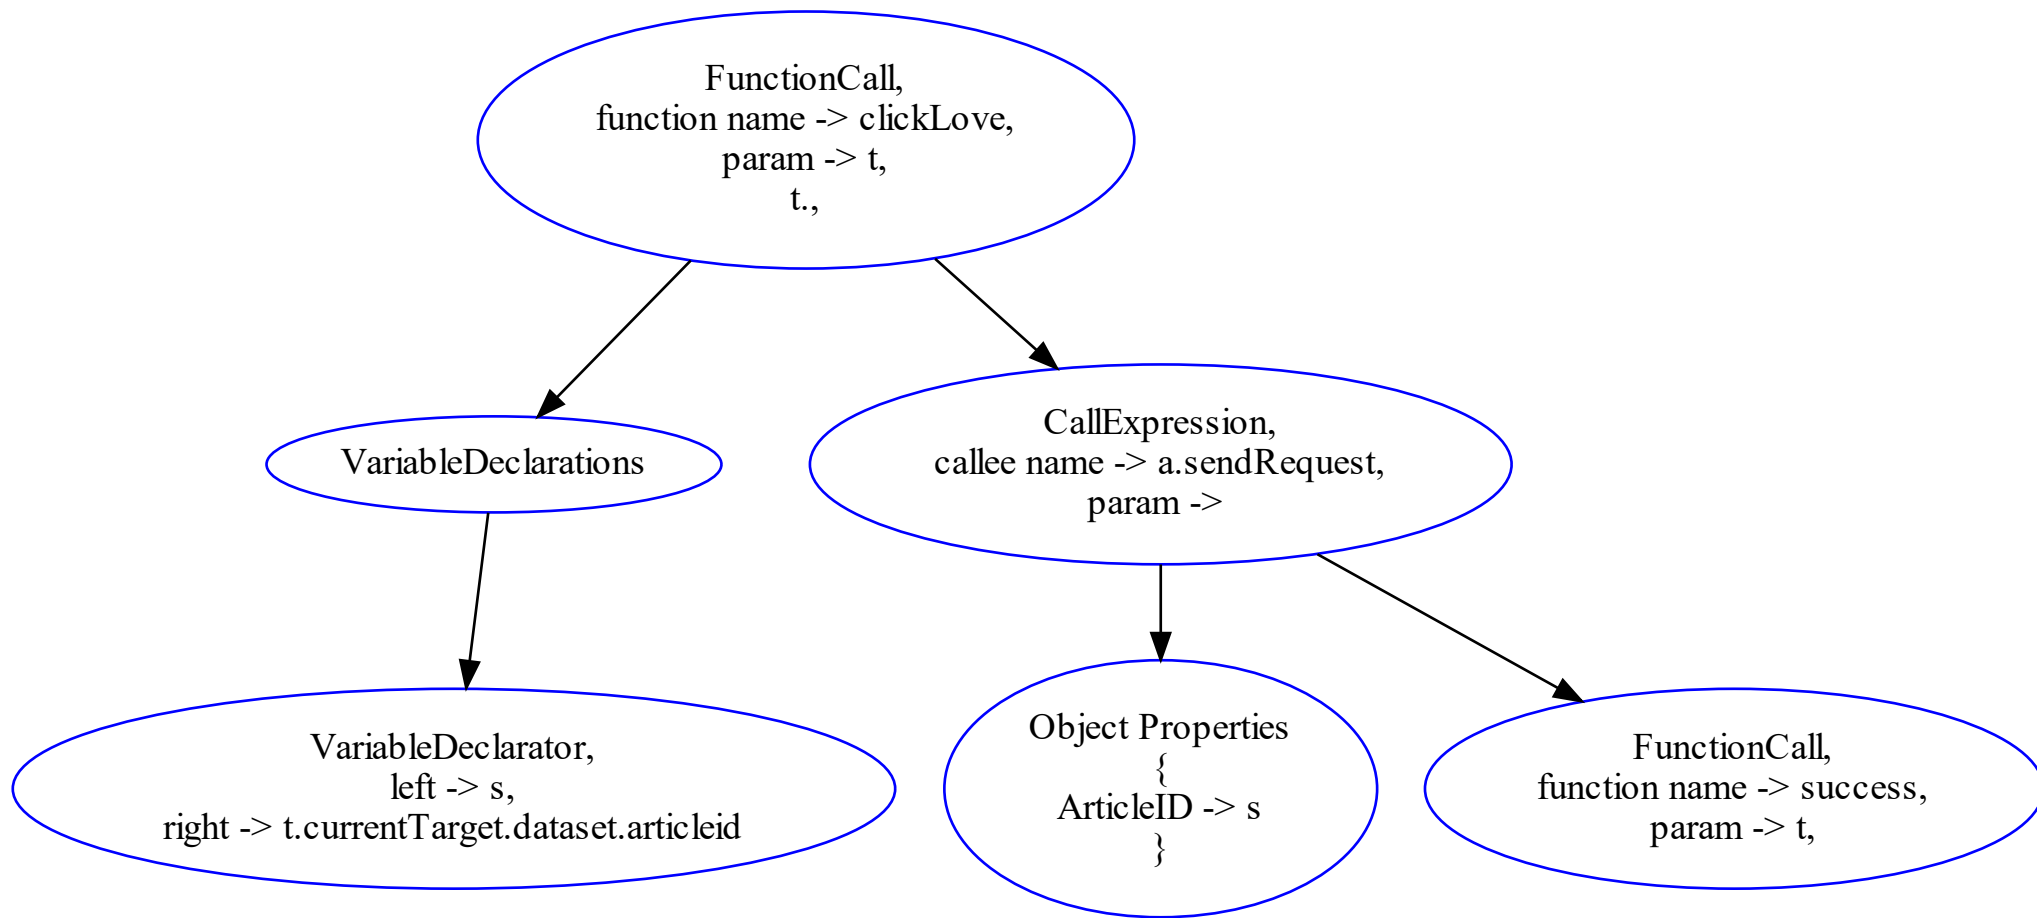 FunctionCall,
function name -> clickLove,
param -> t,
t.,
VariableDeclarations
CallExpression,
callee name -> a.sendRequest,
param ->
VariableDeclarator,
left -> s,
right -> t.currentTarget.dataset.articleid
Object Properties
{
ArticleID -> s
}
FunctionCall,
function name -> success,
param -> t,